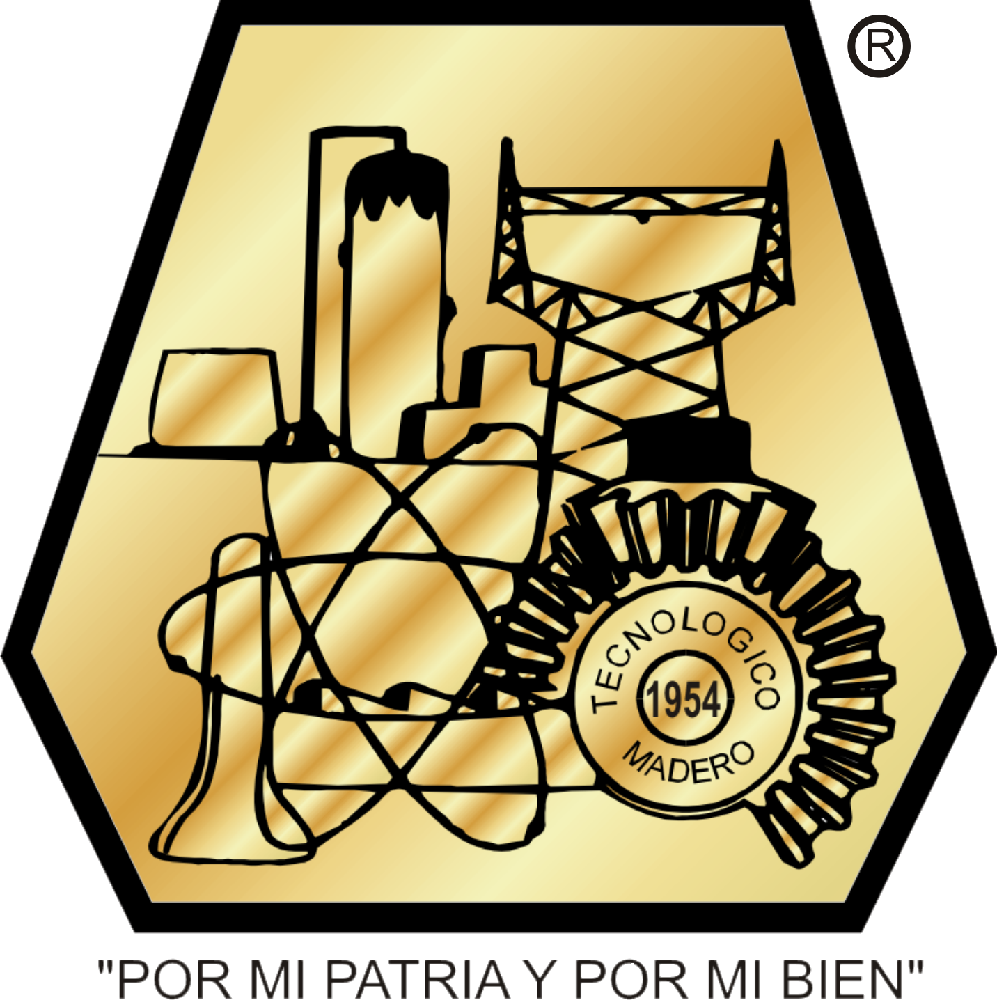 ®
TECNOLOGICO
1954
MADERO
"POR MI PATRIA Y POR MI BIEN"